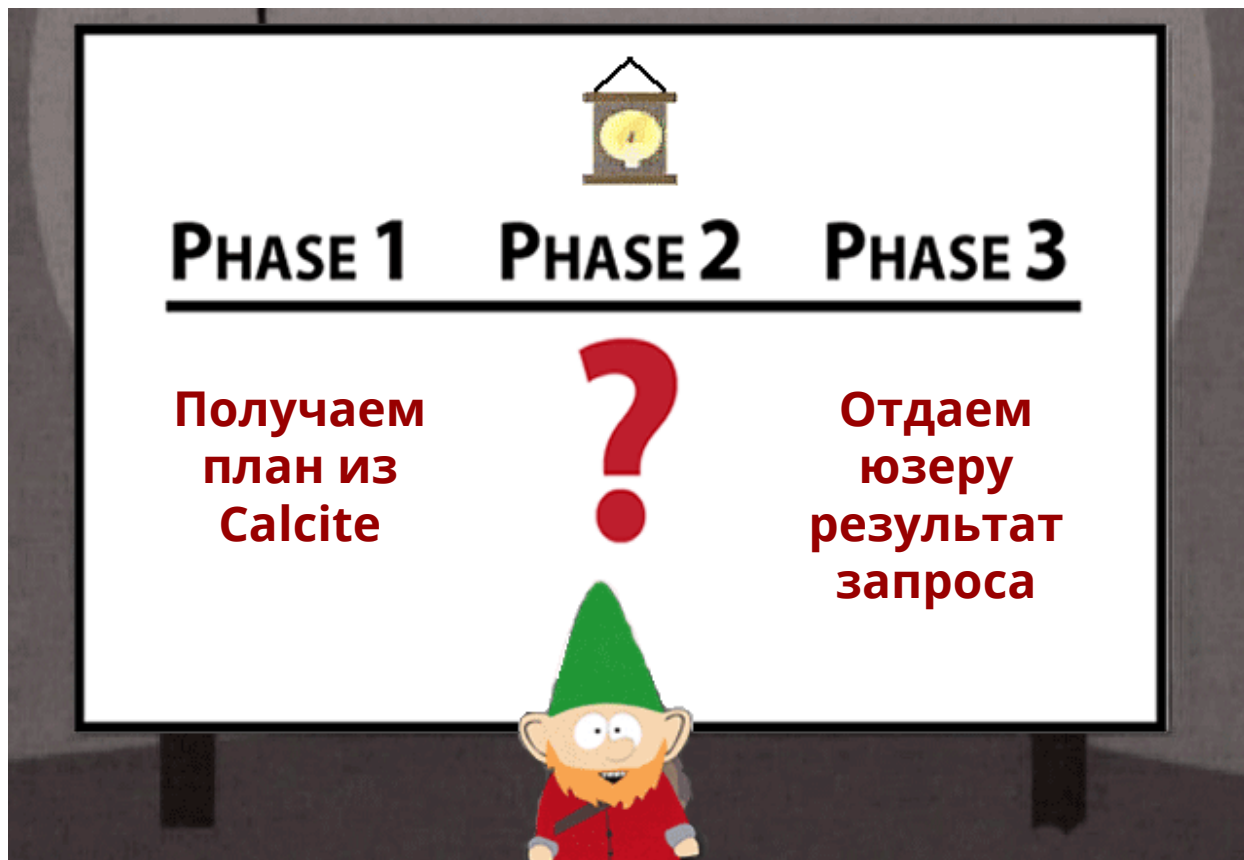 PHASE 1 PHASE 2 PHASE 3
?
Получаем
план из
Calcite
Отдаем
юзеру
результат
запроса